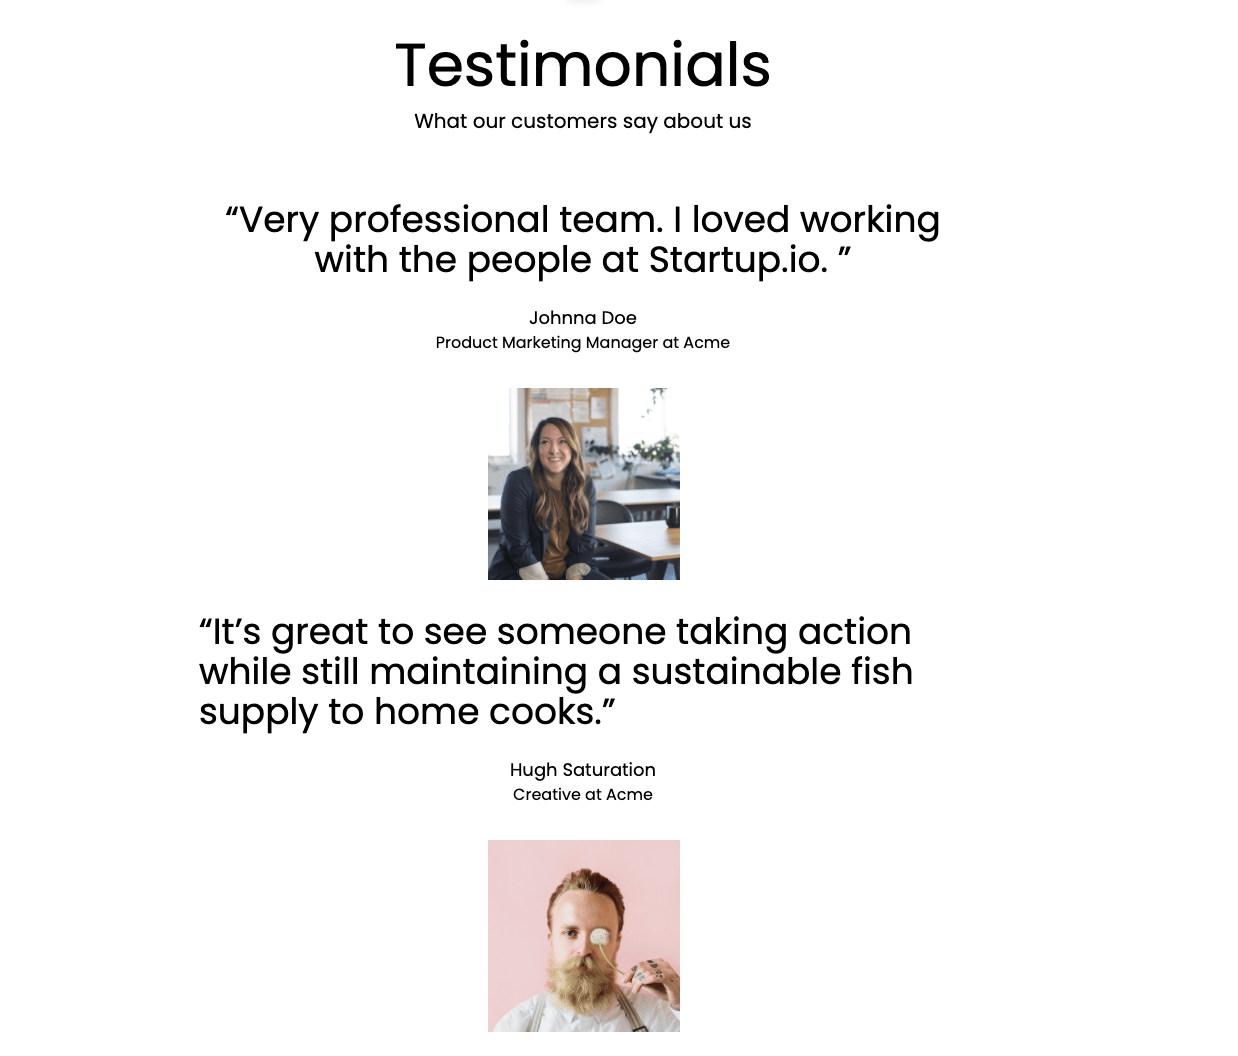 Testimonials
What our customers say about us
“Very professional team. I loved working
with the people at Startup.io. ”
Johnna Doe
Product Marketing Manager at Acme
“It’s great to see someone taking action
while still maintaining a sustainable fish
supply to home cooks.”
Hugh Saturation
Creative at Acme